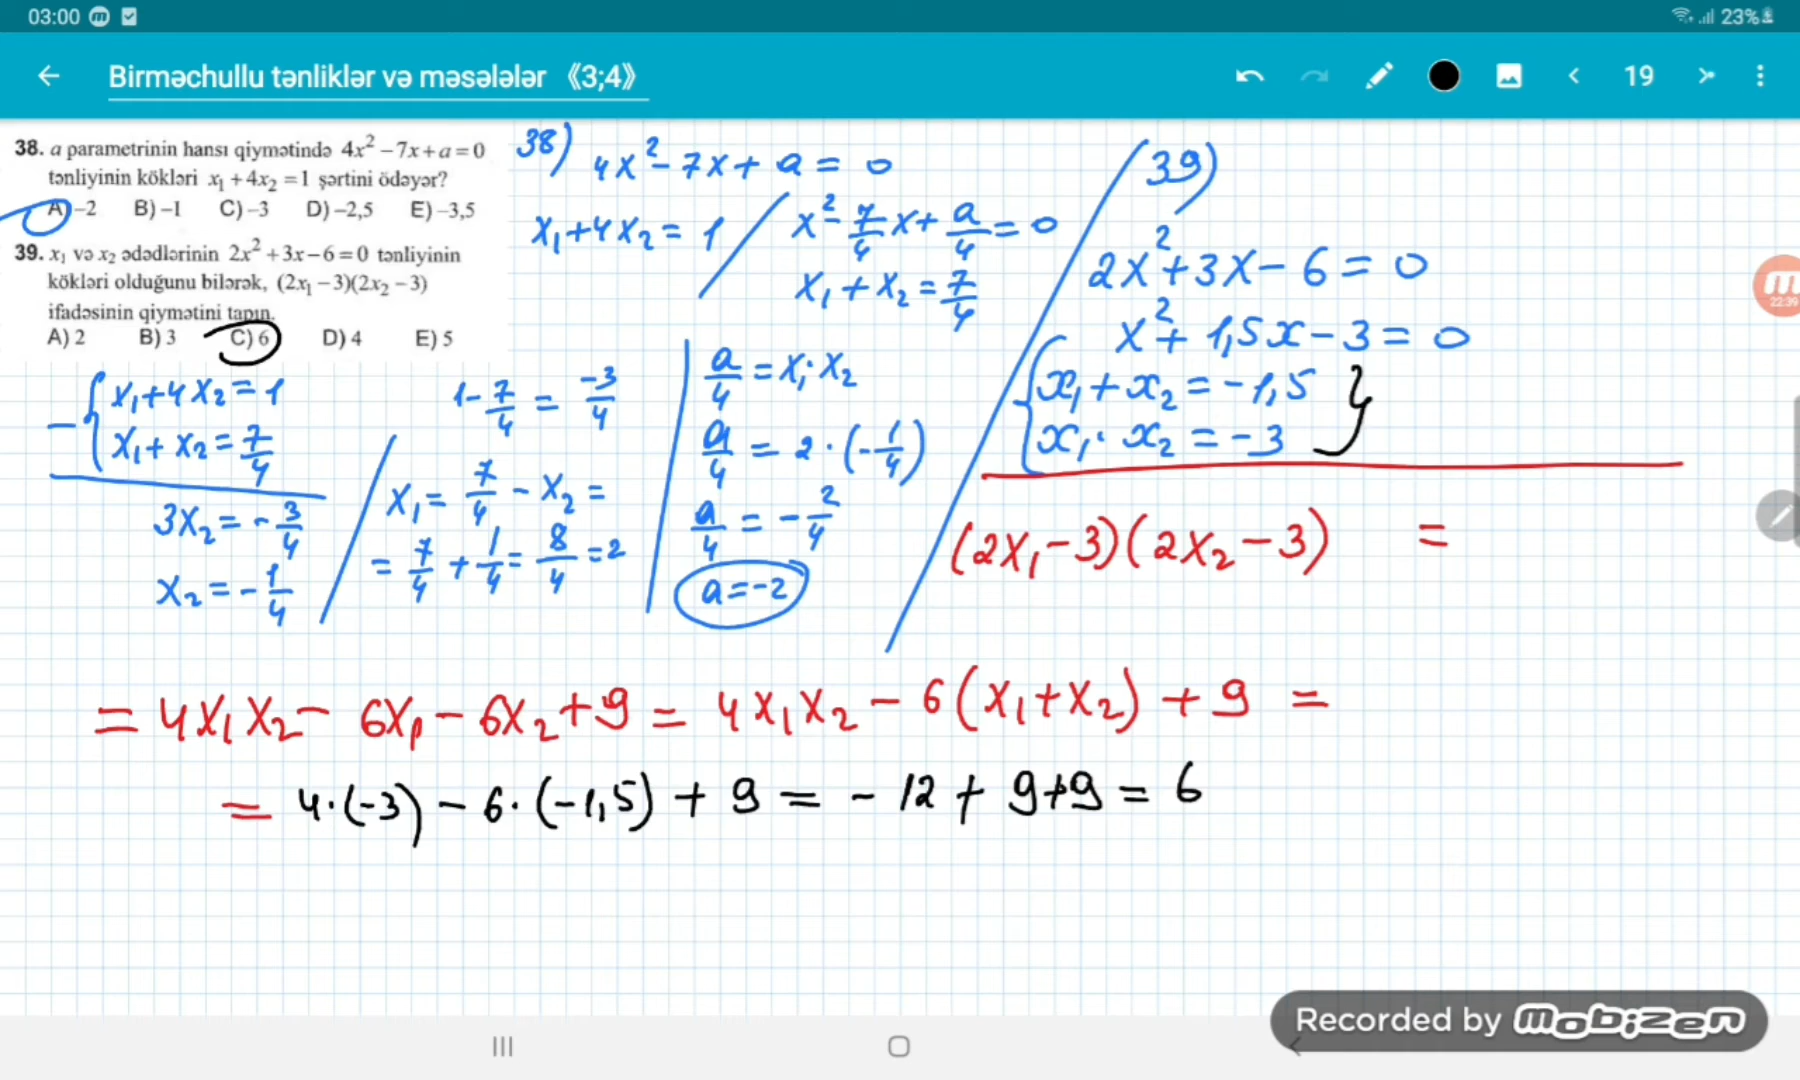 03:00
23%
Birməchullu tənliklər və məsələlər 《3;4》
19
38. a parametrinin hansı qiymətində 4x² − 7x + a = 0
tənliyinin kökləri x₁ + 4x₂ = 1 şərtini ödəyər?
A) −2 B) −1 C) −3 D) −2,5 E) −3,5
39. x₁ və x₂ ədədlərinin 2x² + 3x − 6 = 0 tənliyinin
kökləri olduğunu bilərək, (2x₁ − 3)(2x₂ − 3)
ifadəsinin qiymətini tapın.
A) 2 B) 3 C) 6 D) 4 E) 5
38) 4x² − 7x + a = 0
x₁ + 4x₂ = 1
x² − 7/4 x + a/4 = 0
x₁ + x₂ = 7/4
x₁ + 4x₂ = 1
− x₁ + x₂ = 7/4
3x₂ = − 3/4
x₂ = − 1/4
1 − 7/4 = −3/4
x₁ = 7/4 − x₂ =
= 7/4 + 1/4 = 8/4 = 2
a/4 = x₁ · x₂
a/4 = 2 · (− 1/4)
a/4 = − 2/4
a = −2
39)
2x² + 3x − 6 = 0
x² + 1,5x − 3 = 0
x₁ + x₂ = −1,5
x₁ · x₂ = −3
(2x₁ − 3)(2x₂ − 3) =
= 4x₁x₂ − 6x₁ − 6x₂ + 9 = 4x₁x₂ − 6(x₁ + x₂) + 9 =
= 4·(−3) − 6·(−1,5) + 9 = − 12 + 9 + 9 = 6
22:39
Recorded by Mobizen